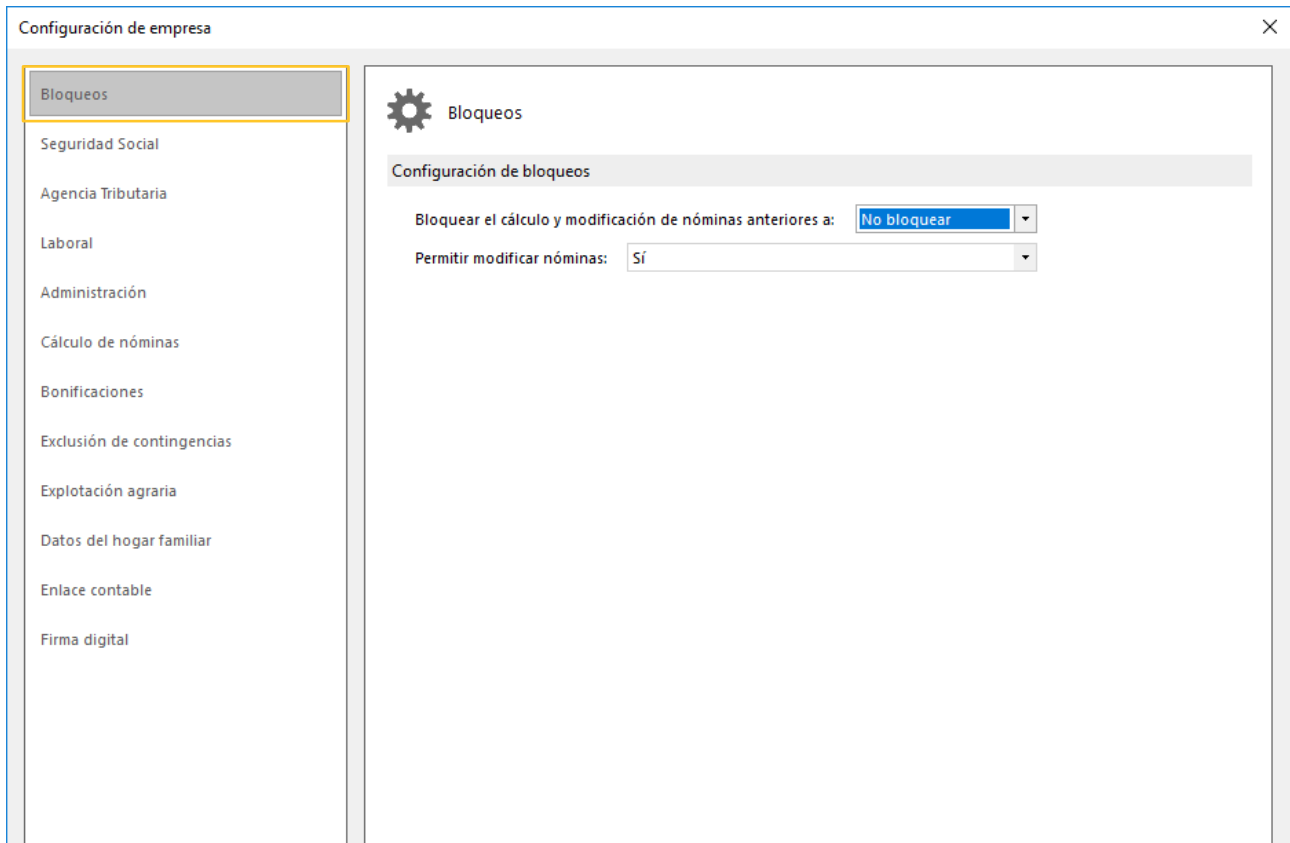 Configuración de empresa
Bloqueos
Seguridad Social
Agencia Tributaria
Laboral
Administración
Cálculo de nóminas
Bonificaciones
Exclusión de contingencias
Explotación agraria
Datos del hogar familiar
Enlace contable
Firma digital
Bloqueos
Configuración de bloqueos
Bloquear el cálculo y modificación de nóminas anteriores a: No bloquear
Permitir modificar nóminas: Sí